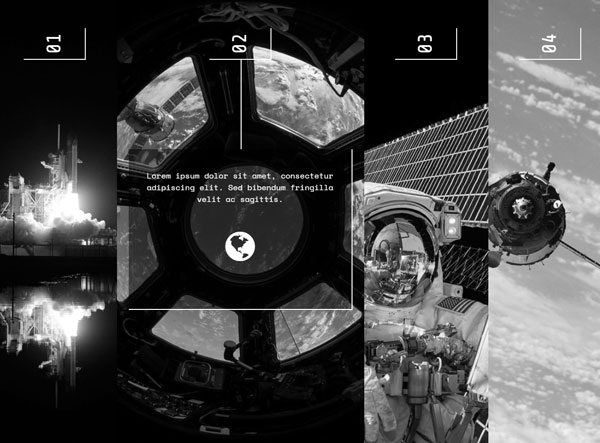 01
02
03
04
Lorem ipsum dolor sit amet, consectetur
adipiscing elit. Sed bibendum fringilla
velit ac sagittis.